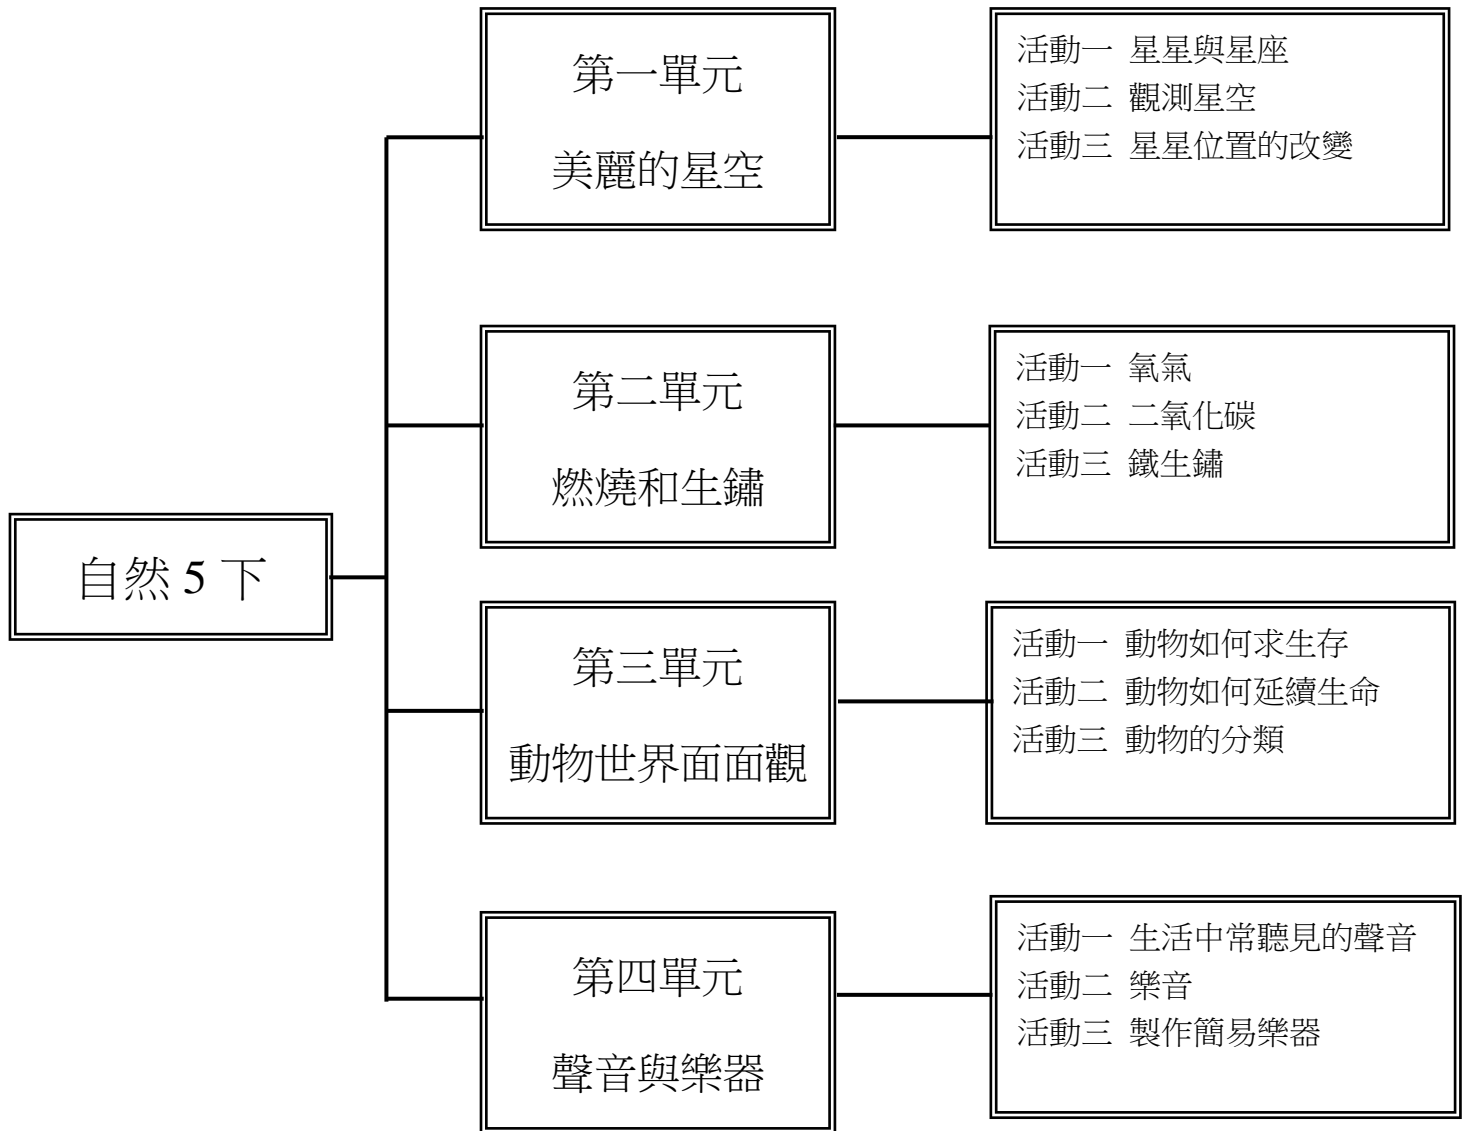 自然 5 下
第一單元
美麗的星空
活動一 星星與星座
活動二 觀測星空
活動三 星星位置的改變
第二單元
燃燒和生鏽
活動一 氧氣
活動二 二氧化碳
活動三 鐵生鏽
第三單元
動物世界面面觀
活動一 動物如何求生存
活動二 動物如何延續生命
活動三 動物的分類
第四單元
聲音與樂器
活動一 生活中常聽見的聲音
活動二 樂音
活動三 製作簡易樂器